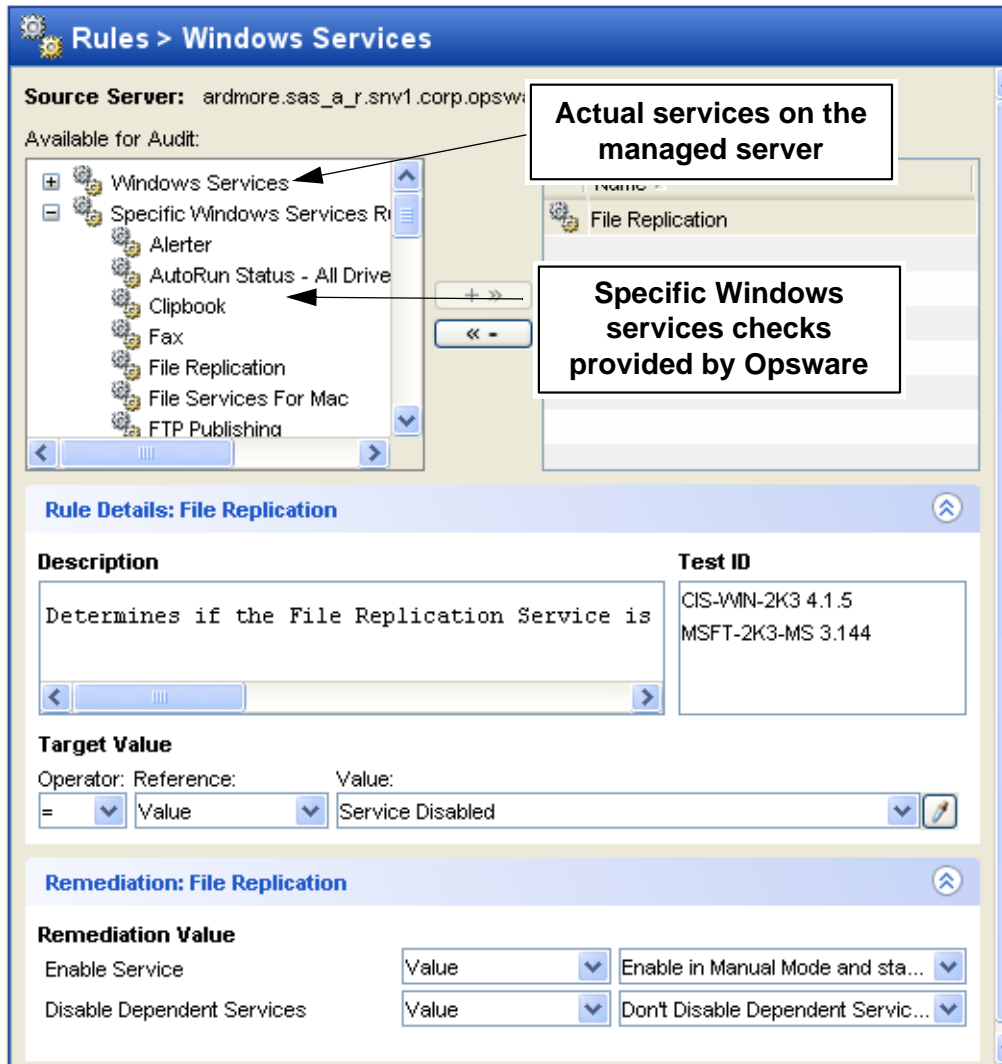 Rules > Windows Services
Source Server: ardmore.sas_a_r.snv1.corp.opswa
Actual services on the
managed server
Available for Audit:
Windows Services
Name
Specific Windows Services Ru
File Replication
Alerter
AutoRun Status - All Drive
Clipbook
+ »
Specific Windows
services checks
provided by Opsware
Fax
« -
File Replication
File Services For Mac
FTP Publishing
Rule Details: File Replication
Description
Test ID
Determines if the File Replication Service is
CIS-WIN-2K3 4.1.5
MSFT-2K3-MS 3.144
Target Value
Operator: Reference: Value:
= Value Service Disabled
Remediation: File Replication
Remediation Value
Enable Service Value Enable in Manual Mode and sta...
Disable Dependent Services Value Don't Disable Dependent Servic...